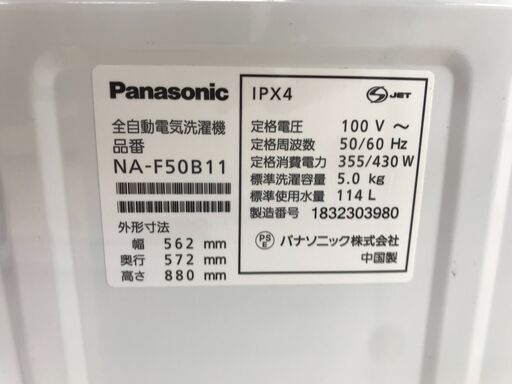 Panasonic
全自動電気洗濯機
品番
NA-F50B11
外形寸法
幅 562 mm
奥行 572 mm
高さ 880 mm
IPX4
S JET
定格電圧 100 V ～
定格周波数 50/60 Hz
定格消費電力 355/430 W
標準洗濯容量 5.0 kg
標準使用水量 114 L
製造番号 1832303980
PS E パナソニック株式会社
中国製